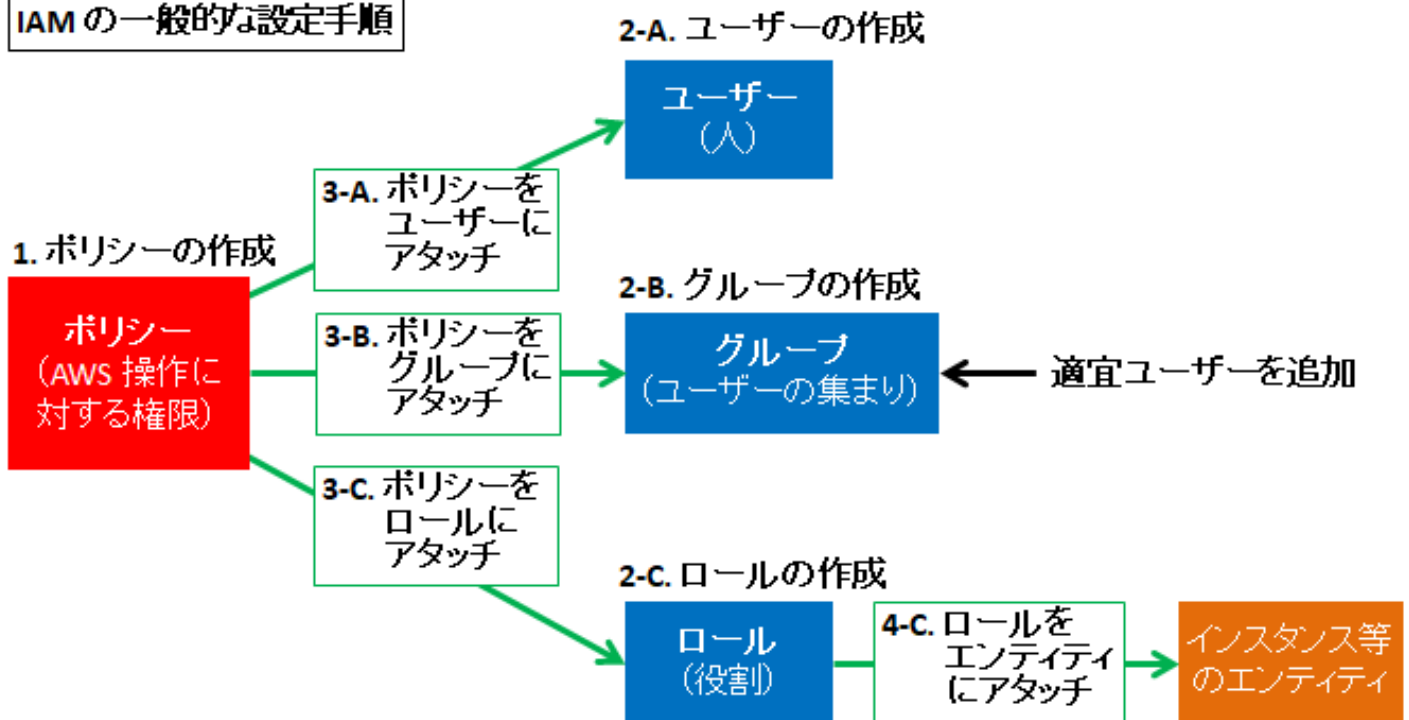 IAM の一般的な設定手順
2-A. ユーザーの作成
ユーザー
（人）
3-A. ポリシーを
ユーザーに
アタッチ
1. ポリシーの作成
ポリシー
（AWS 操作に
対する権限）
2-B. グループの作成
3-B. ポリシーを
グループに
アタッチ
グループ
（ユーザーの集まり）
適宜ユーザーを追加
3-C. ポリシーを
ロールに
アタッチ
2-C. ロールの作成
ロール
（役割）
4-C. ロールを
エンティティ
にアタッチ
インスタンス等
のエンティティ